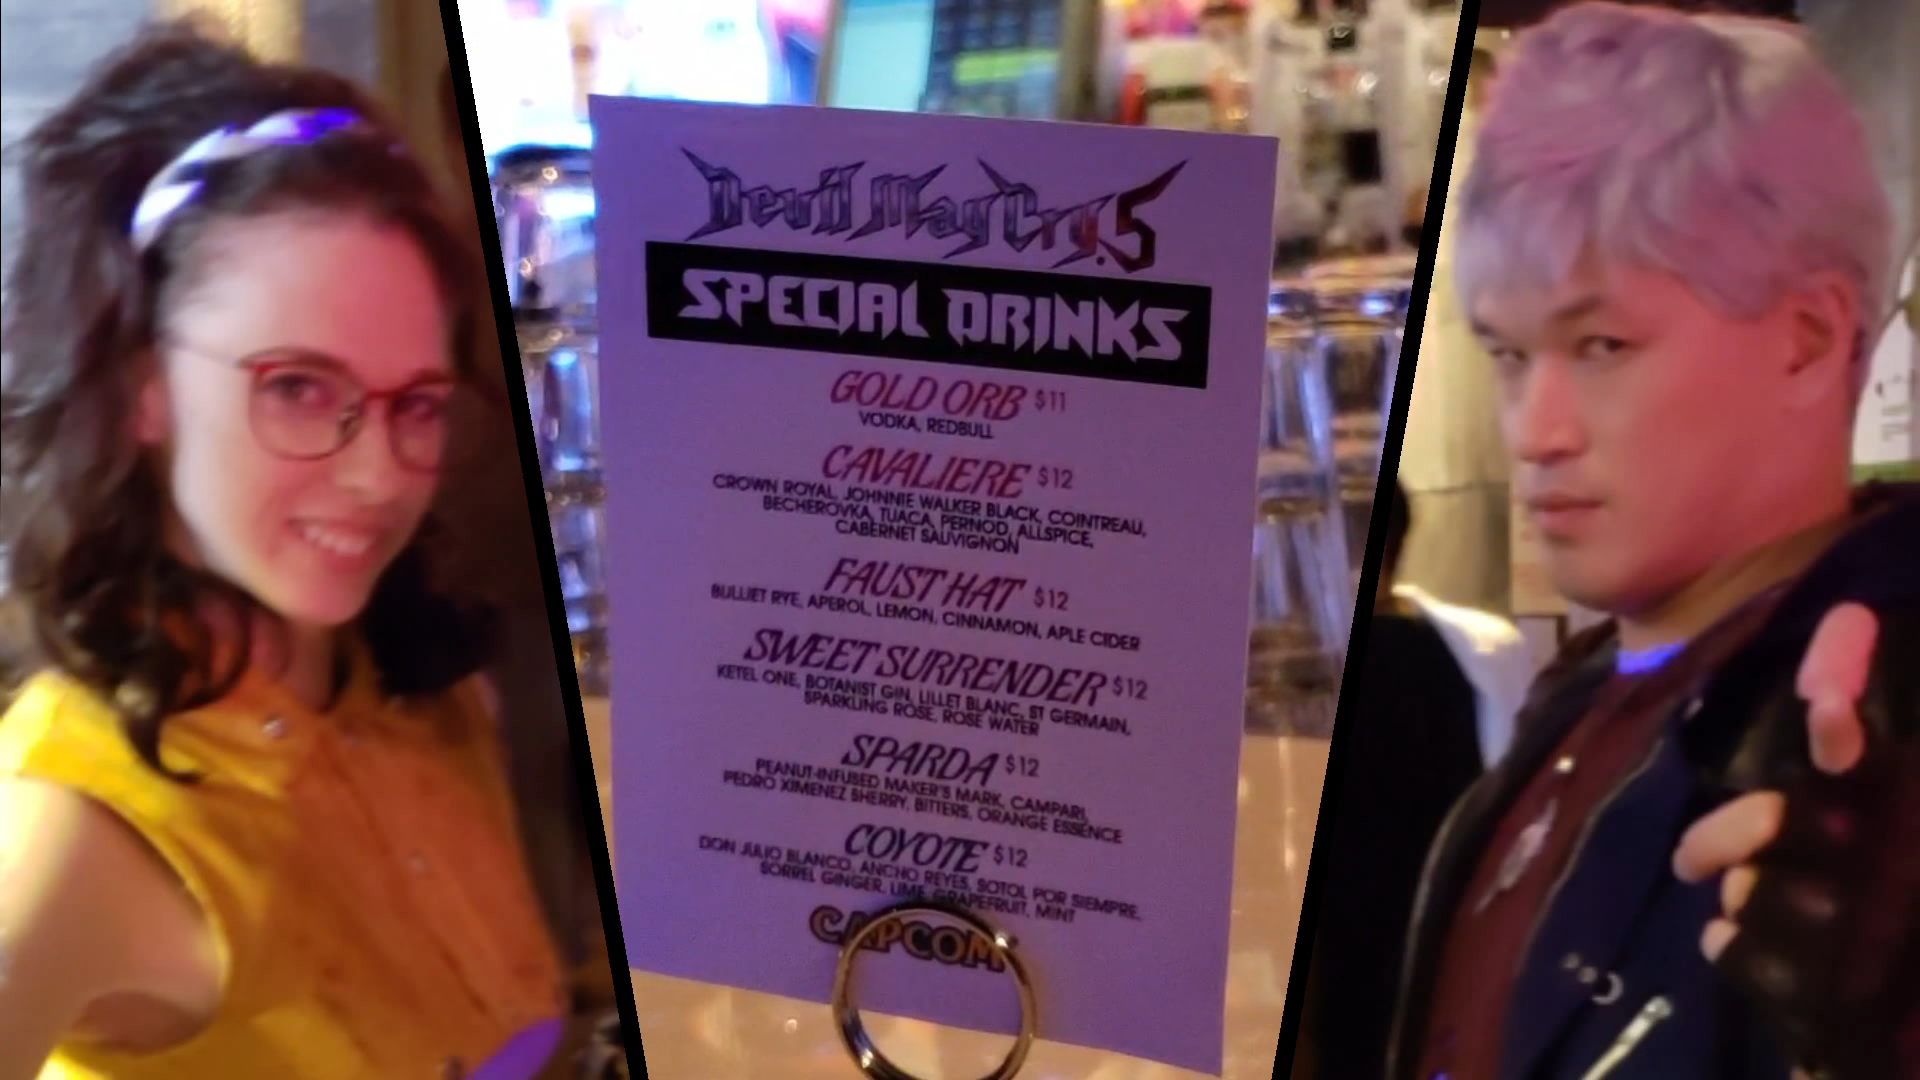 Devil May Cry 5
SPECIAL DRINKS
GOLD ORB $11
VODKA, REDBULL
CAVALIERE $12
CROWN ROYAL, JOHNNIE WALKER BLACK, COINTREAU,
BECHEROVKA, TUACA, PERNOD, ALLSPICE,
CABERNET SAUVIGNON
FAUST HAT $12
BULLIET RYE, APEROL, LEMON, CINNAMON, APLE CIDER
SWEET SURRENDER $12
KETEL ONE, BOTANIST GIN, LILLET BLANC, ST GERMAIN,
SPARKLING ROSE, ROSE WATER
SPARDA $12
PEANUT-INFUSED MAKER'S MARK, CAMPARI,
PEDRO XIMENEZ SHERRY, BITTERS, ORANGE ESSENCE
COYOTE $12
DON JULIO BLANCO, ANCHO REYES, SOTOL POR SIEMPRE,
SORREL GINGER, LIME, GRAPEFRUIT, MINT
CAPCOM